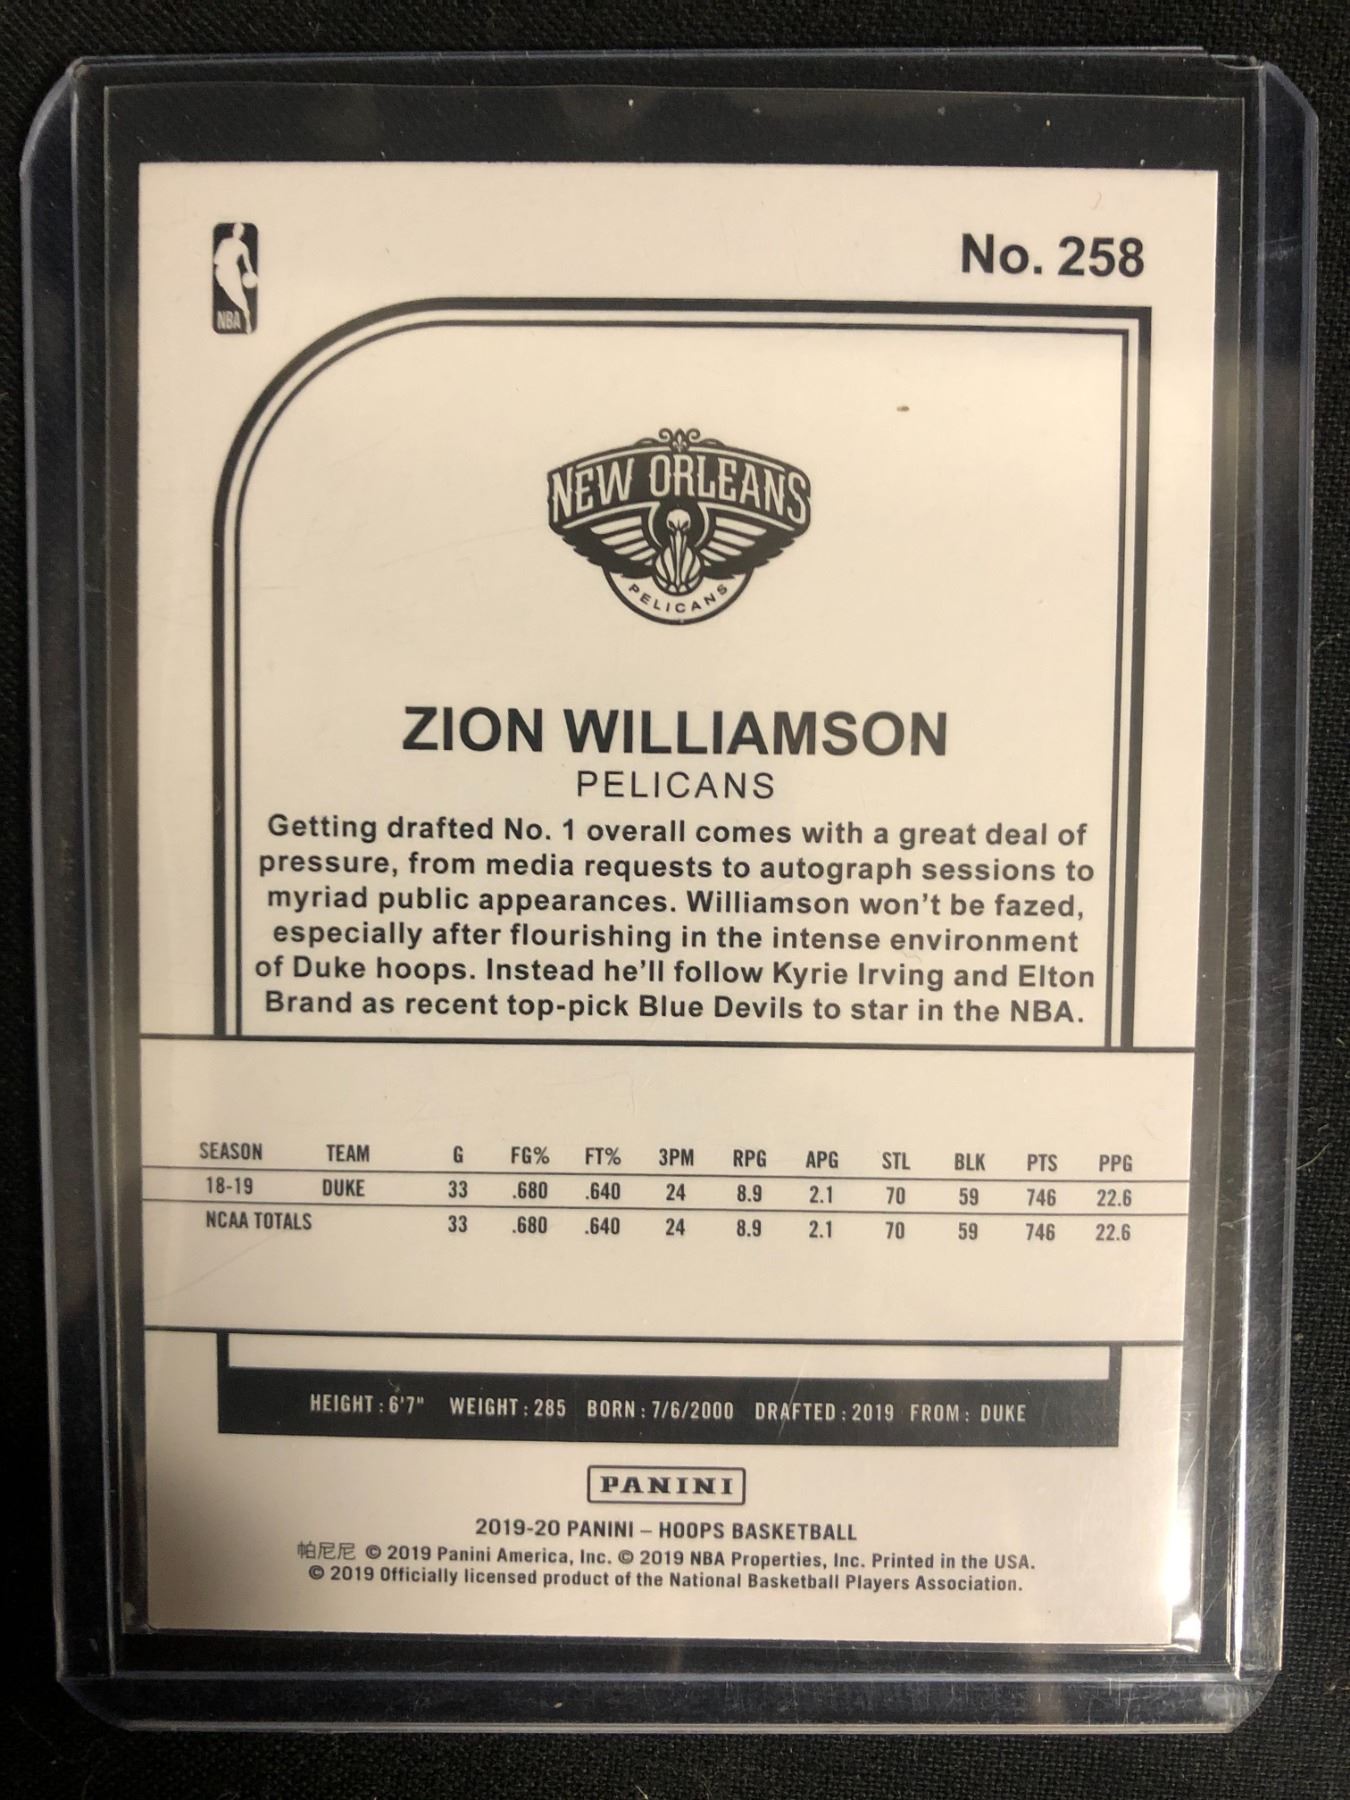 No. 258
NBA
NEW ORLEANS
PELICANS
ZION WILLIAMSON
PELICANS
Getting drafted No. 1 overall comes with a great deal of
pressure, from media requests to autograph sessions to
myriad public appearances. Williamson won't be fazed,
especially after flourishing in the intense environment
of Duke hoops. Instead he'll follow Kyrie Irving and Elton
Brand as recent top-pick Blue Devils to star in the NBA.
SEASON TEAM G FG% FT% 3PM RPG APG STL BLK PTS PPG
18-19 DUKE 33 .680 .640 24 8.9 2.1 70 59 746 22.6
NCAA TOTALS 33 .680 .640 24 8.9 2.1 70 59 746 22.6
HEIGHT : 6'7" WEIGHT : 285 BORN : 7/6/2000 DRAFTED : 2019 FROM : DUKE
PANINI
2019-20 PANINI – HOOPS BASKETBALL
帕尼尼 © 2019 Panini America, Inc. © 2019 NBA Properties, Inc. Printed in the USA.
© 2019 Officially licensed product of the National Basketball Players Association.